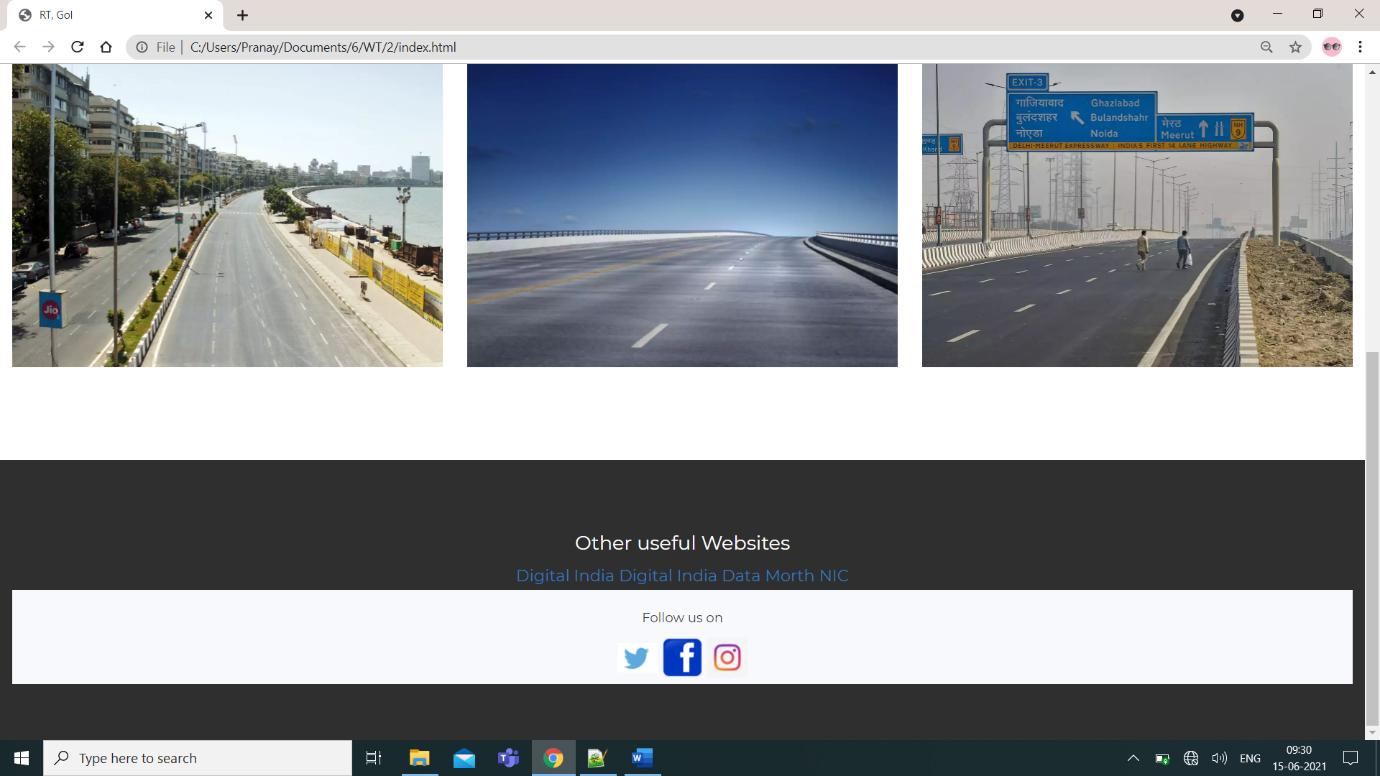 RT, GoI
File | C:/Users/Pranay/Documents/6/WT/2/index.html
EXIT-3
गाजियाबाद Ghaziabad
बुलंदशहर Bulandshahr
नोएडा Noida
मेरठ
Meerut
NH
9
DELHI-MEERUT EXPRESSWAY : INDIA'S FIRST 14 LANE HIGHWAY
Jio
Other useful Websites
Digital India Digital India Data Morth NIC
Follow us on
Type here to search
ENG
09:30
15-06-2021